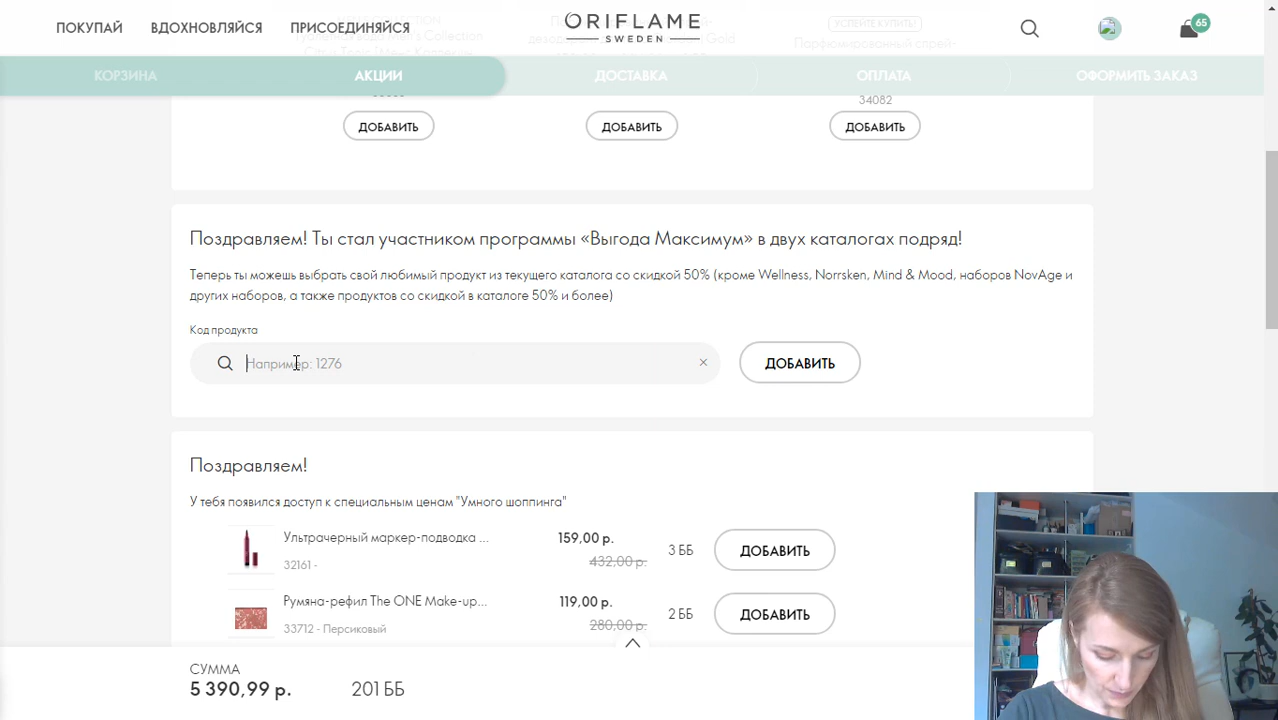 ПОКУПАЙ
ВДОХНОВЛЯЙСЯ
ПРИСОЕДИНЯЙСЯ
ORIFLAME
SWEDEN
65
УСПЕЙТЕ КУПИТЬ!
Парфюмированный спрей-
КОРЗИНА
АКЦИИ
ДОСТАВКА
ОПЛАТА
ОФОРМИТЬ ЗАКАЗ
34082
ДОБАВИТЬ
ДОБАВИТЬ
ДОБАВИТЬ
Поздравляем! Ты стал участником программы «Выгода Максимум» в двух каталогах подряд!
Теперь ты можешь выбрать свой любимый продукт из текущего каталога со скидкой 50% (кроме Wellness, Norrsken, Mind & Mood, наборов NovAge и
других наборов, а также продуктов со скидкой в каталоге 50% и более)
Код продукта
Например: 1276
ДОБАВИТЬ
Поздравляем!
У тебя появился доступ к специальным ценам "Умного шоппинга"
Ультрачерный маркер-подводка ...
159,00 р.
3 ББ
ДОБАВИТЬ
32161 -
432,00 р.
Румяна-рефил The ONE Make-up...
119,00 р.
2 ББ
ДОБАВИТЬ
33712 - Персиковый
280,00 р.
СУММА
5 390,99 р.
201 ББ